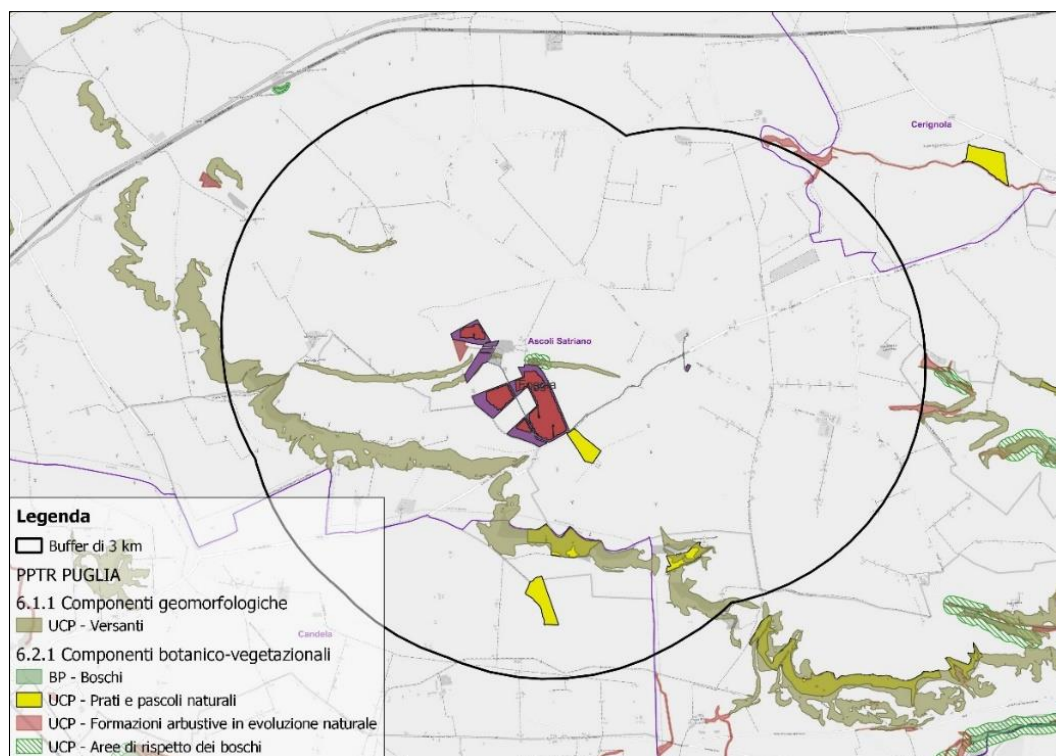 Cerignola
Ascoli Satriano
Candela
Legenda
Buffer di 3 km
PPTR PUGLIA
6.1.1 Componenti geomorfologiche
UCP - Versanti
6.2.1 Componenti botanico-vegetazionali
BP - Boschi
UCP - Prati e pascoli naturali
UCP - Formazioni arbustive in evoluzione naturale
UCP - Aree di rispetto dei boschi